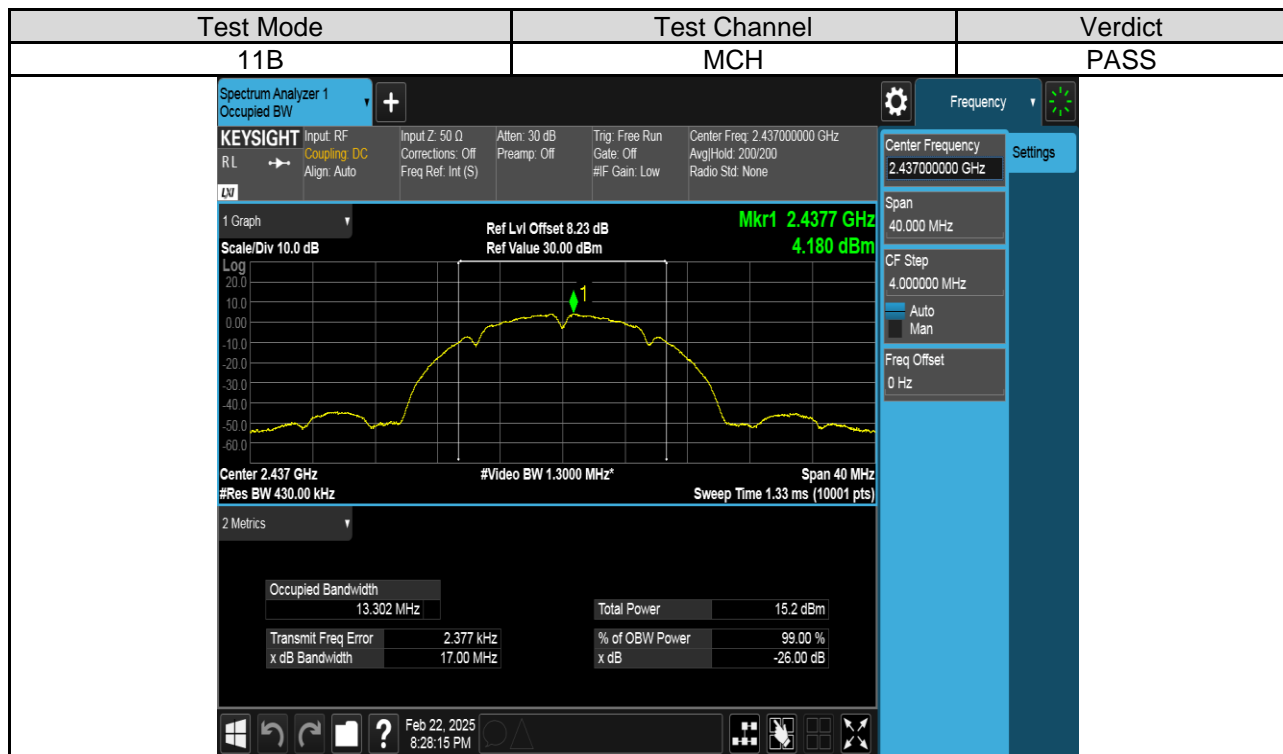 Test Mode Test Channel Verdict
11B MCH PASS
Spectrum Analyzer 1
Occupied BW
+
Frequency
KEYSIGHT
R L
LXI
Input: RF
Coupling: DC
Align: Auto
Input Z: 50 Ω
Corrections: Off
Freq Ref: Int (S)
Atten: 30 dB
Preamp: Off
Trig: Free Run
Gate: Off
#IF Gain: Low
Center Freq: 2.437000000 GHz
Avg|Hold: 200/200
Radio Std: None
Center Frequency
2.437000000 GHz
Settings
Span
40.000 MHz
CF Step
4.000000 MHz
Auto
Man
Freq Offset
0 Hz
1 Graph
Scale/Div 10.0 dB
Ref Lvl Offset 8.23 dB
Ref Value 30.00 dBm
Mkr1 2.4377 GHz
4.180 dBm
Log
20.0
10.0
0.00
-10.0
-20.0
-30.0
-40.0
-50.0
-60.0
1
Center 2.437 GHz #Video BW 1.3000 MHz* Span 40 MHz
#Res BW 430.00 kHz Sweep Time 1.33 ms (10001 pts)
2 Metrics
Occupied Bandwidth
13.302 MHz
Total Power 15.2 dBm
Transmit Freq Error 2.377 kHz % of OBW Power 99.00 %
x dB Bandwidth 17.00 MHz x dB -26.00 dB
?
Feb 22, 2025
8:28:15 PM